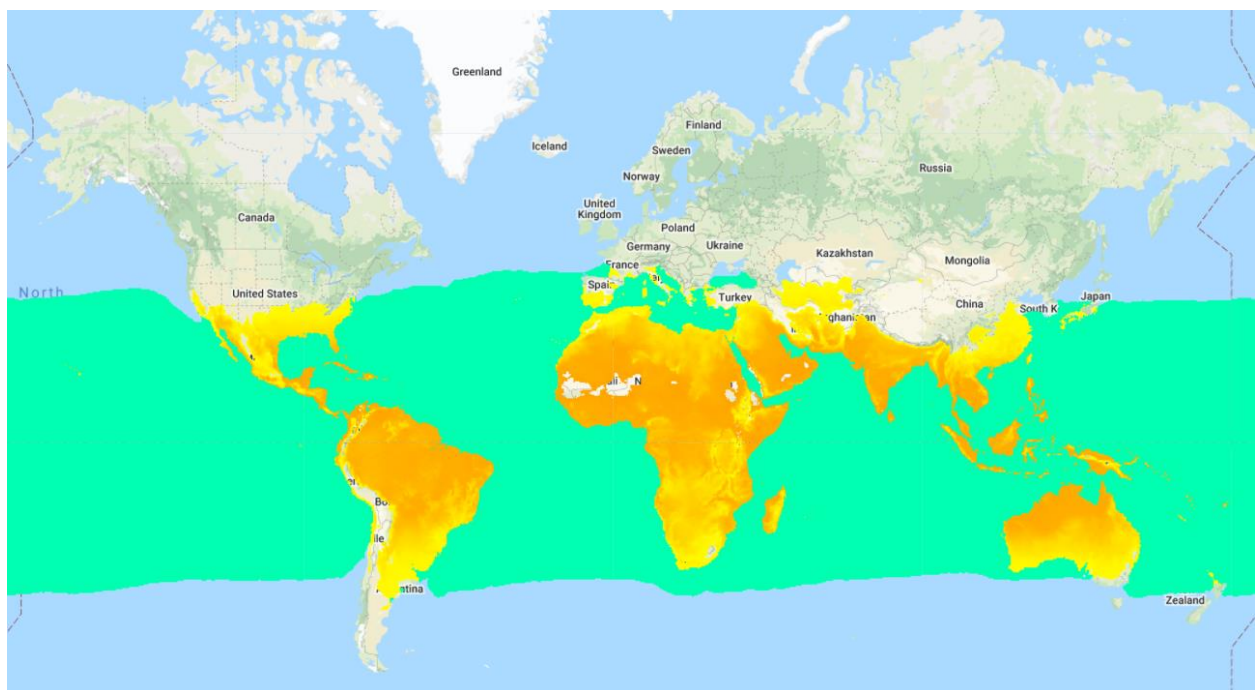 Greenland
Iceland
Finland
Sweden
Norway
Russia
United
Kingdom
Canada
Poland
Germany
Ukraine
Kazakhstan
France
Mongolia
North
United States
Spai
Turkey
China
South K
Japan
Zealand